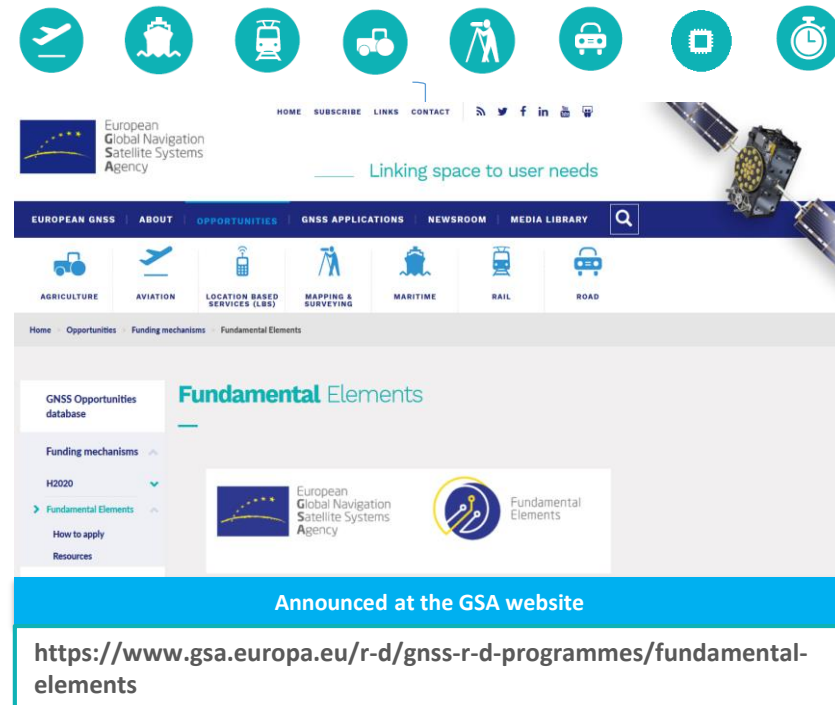 HOME SUBSCRIBE LINKS CONTACT
European
Global Navigation
Satellite Systems
Agency
Linking space to user needs
EUROPEAN GNSS ABOUT OPPORTUNITIES GNSS APPLICATIONS NEWSROOM MEDIA LIBRARY
AGRICULTURE AVIATION LOCATION BASED SERVICES (LBS) MAPPING & SURVEYING MARITIME RAIL ROAD
Home Opportunities Funding mechanisms Fundamental Elements
GNSS Opportunities
database
Funding mechanisms
H2020
Fundamental Elements
How to apply
Resources
Fundamental Elements
European
Global Navigation
Satellite Systems
Agency
Fundamental
Elements
Announced at the GSA website
https://www.gsa.europa.eu/r-d/gnss-r-d-programmes/fundamental-
elements